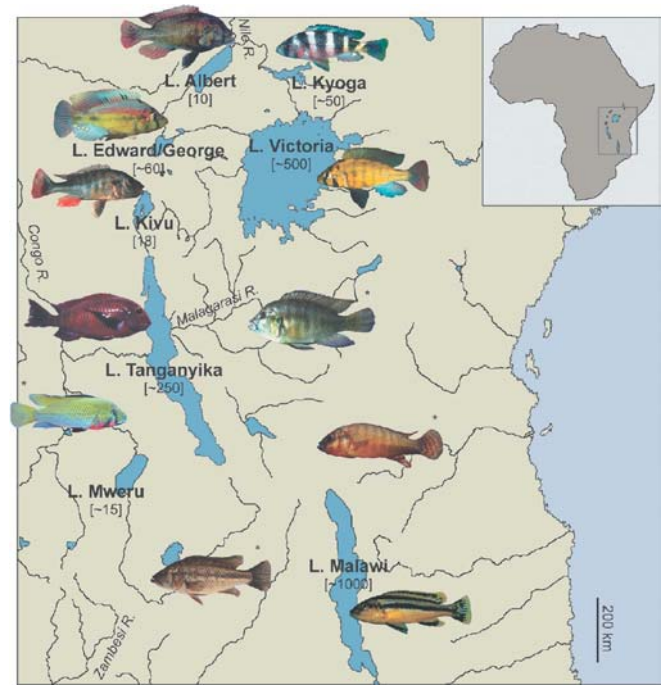 Nile R.
L. Albert
[10]
L. Kyoga
[~50]
L. Edward/George
[~60]
L. Victoria
[~500]
L. Kivu
[18]
Congo R.
Malagarasi R.
*
L. Tanganyika
[~250]
*
*
L. Mweru
[~15]
*
L. Malawi
[~1000]
Zambesi R.
200 km